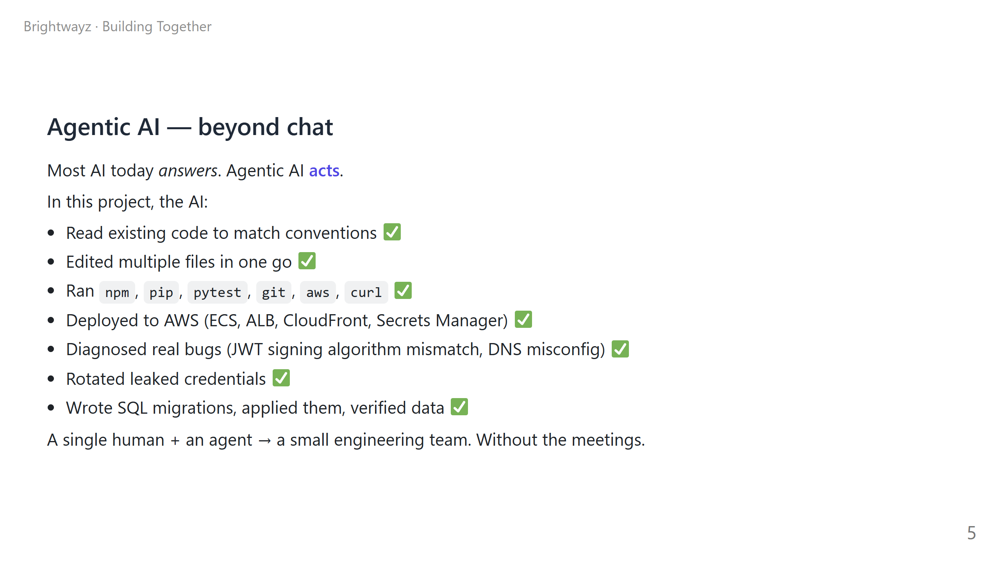 Brightwayz · Building Together
Agentic AI — beyond chat
Most AI today answers. Agentic AI acts.
In this project, the AI:
• Read existing code to match conventions ✅
• Edited multiple files in one go ✅
• Ran npm, pip, pytest, git, aws, curl ✅
• Deployed to AWS (ECS, ALB, CloudFront, Secrets Manager) ✅
• Diagnosed real bugs (JWT signing algorithm mismatch, DNS misconfig) ✅
• Rotated leaked credentials ✅
• Wrote SQL migrations, applied them, verified data ✅
A single human + an agent → a small engineering team. Without the meetings.
5